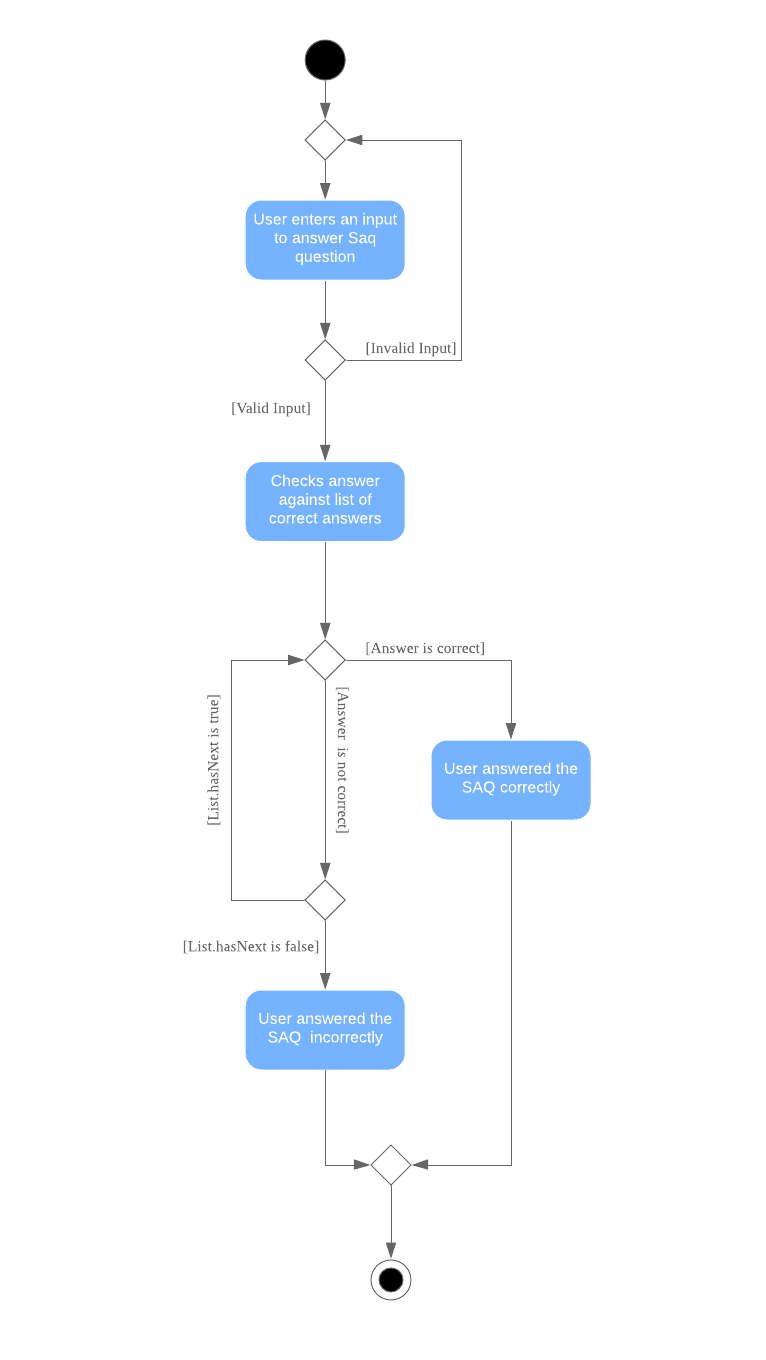 User enters an input
to answer Saq
question
[Invalid Input]
[Valid Input]
Checks answer
against list of
correct answers
[Answer is correct]
[List.hasNext is true]
[Answer  is not correct]
User answered the
SAQ correctly
[List.hasNext is false]
User answered the
SAQ  incorrectly